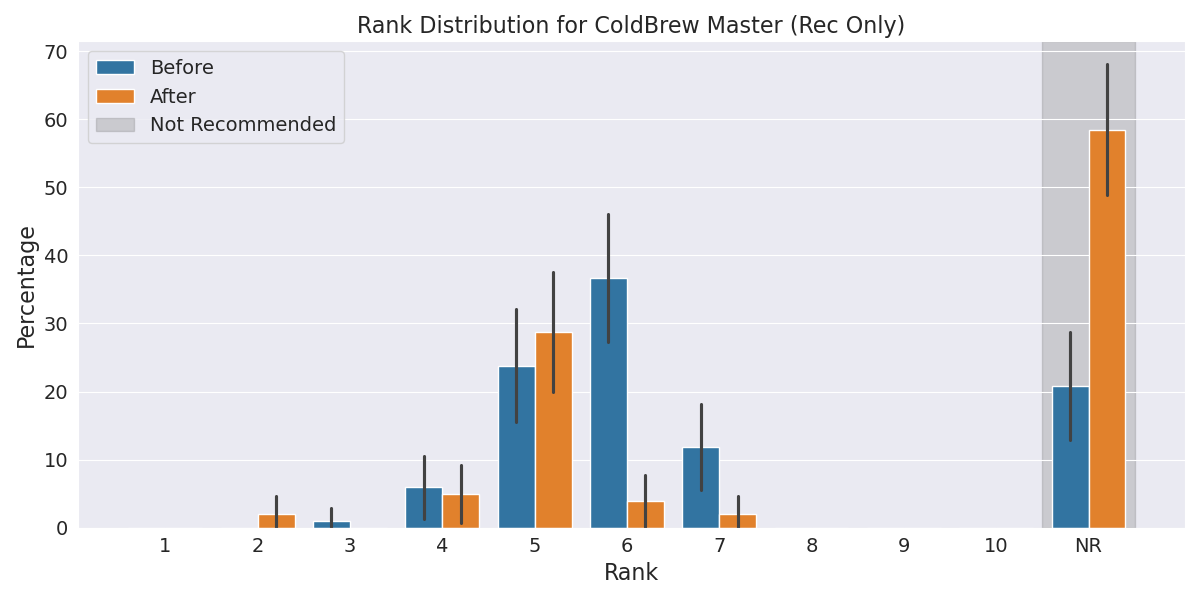 Rank Distribution for ColdBrew Master (Rec Only)
70
60
50
40
30
20
10
0
Percentage
Before
After
Not Recommended
1 2 3 4 5 6 7 8 9 10 NR
Rank